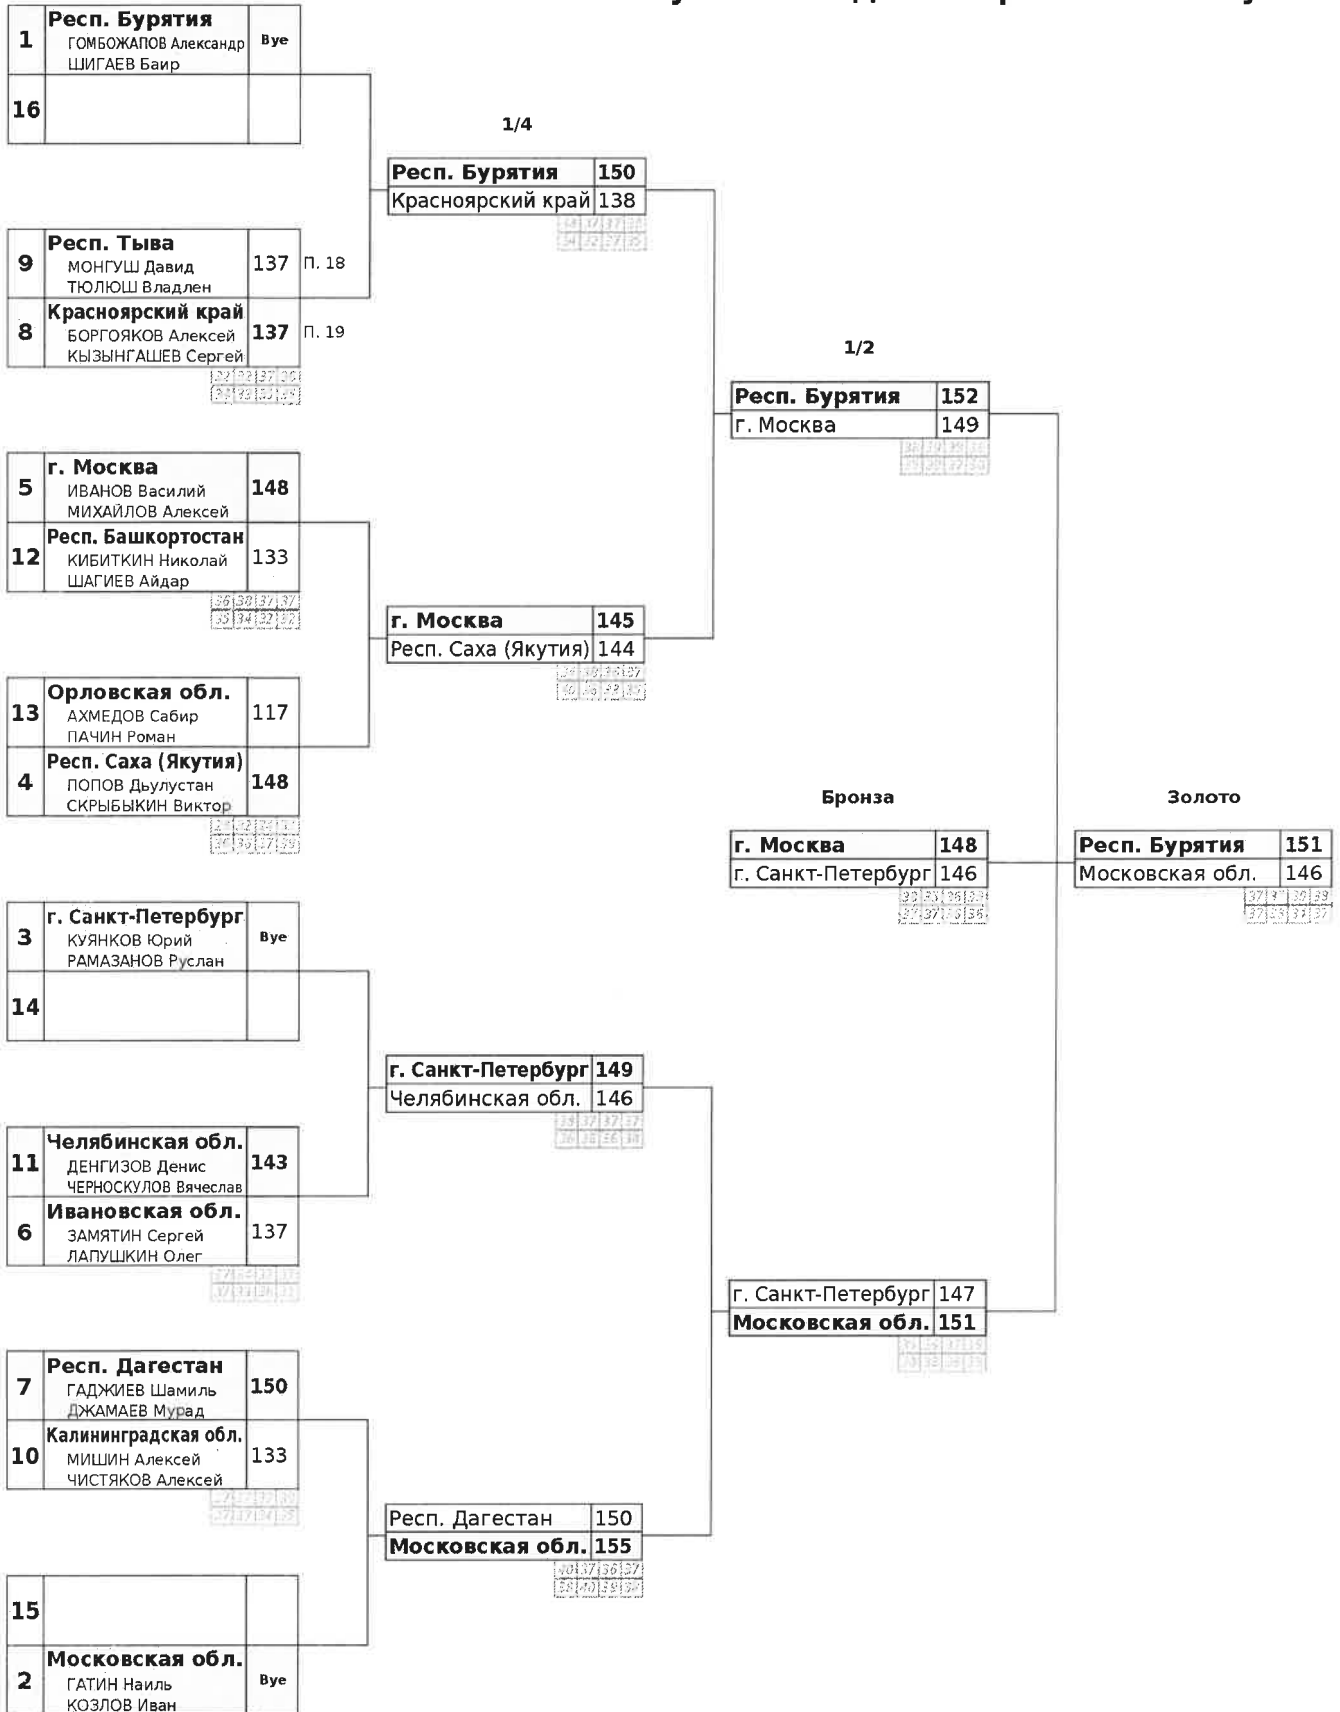 1
Респ. Бурятия
ГОМБОЖАПОВ Александр
ШИГАЕВ Баир
Bye
16
1/4
Респ. Бурятия 150
Красноярский край 138
9
Респ. Тыва
МОНГУШ Давид
ТЮЛЮШ Владлен
137 П. 18
8
Красноярский край
БОРГОЯКОВ Алексей
КЫЗЫНГАШЕВ Сергей
137 П. 19
1/2
Респ. Бурятия 152
г. Москва 149
5
г. Москва
ИВАНОВ Василий
МИХАЙЛОВ Алексей
148
12
Респ. Башкортостан
КИБИТКИН Николай
ШАГИЕВ Айдар
133
г. Москва 145
Респ. Саха (Якутия) 144
13
Орловская обл.
АХМЕДОВ Сабир
ПАЧИН Роман
117
4
Респ. Саха (Якутия)
ПОПОВ Дьулустан
СКРЫБЫКИН Виктор
148
Бронза
г. Москва 148
г. Санкт-Петербург 146
Золото
Респ. Бурятия 151
Московская обл. 146
3
г. Санкт-Петербург
КУЯНКОВ Юрий
РАМАЗАНОВ Руслан
Bye
14
г. Санкт-Петербург 149
Челябинская обл. 146
11
Челябинская обл.
ДЕНГИЗОВ Денис
ЧЕРНОСКУЛОВ Вячеслав
143
6
Ивановская обл.
ЗАМЯТИН Сергей
ЛАПУШКИН Олег
137
г. Санкт-Петербург 147
Московская обл. 151
7
Респ. Дагестан
ГАДЖИЕВ Шамиль
ДЖАМАЕВ Мурад
150
10
Калининградская обл.
МИШИН Алексей
ЧИСТЯКОВ Алексей
133
Респ. Дагестан 150
Московская обл. 155
15
2
Московская обл.
ГАТИН Наиль
КОЗЛОВ Иван
Bye